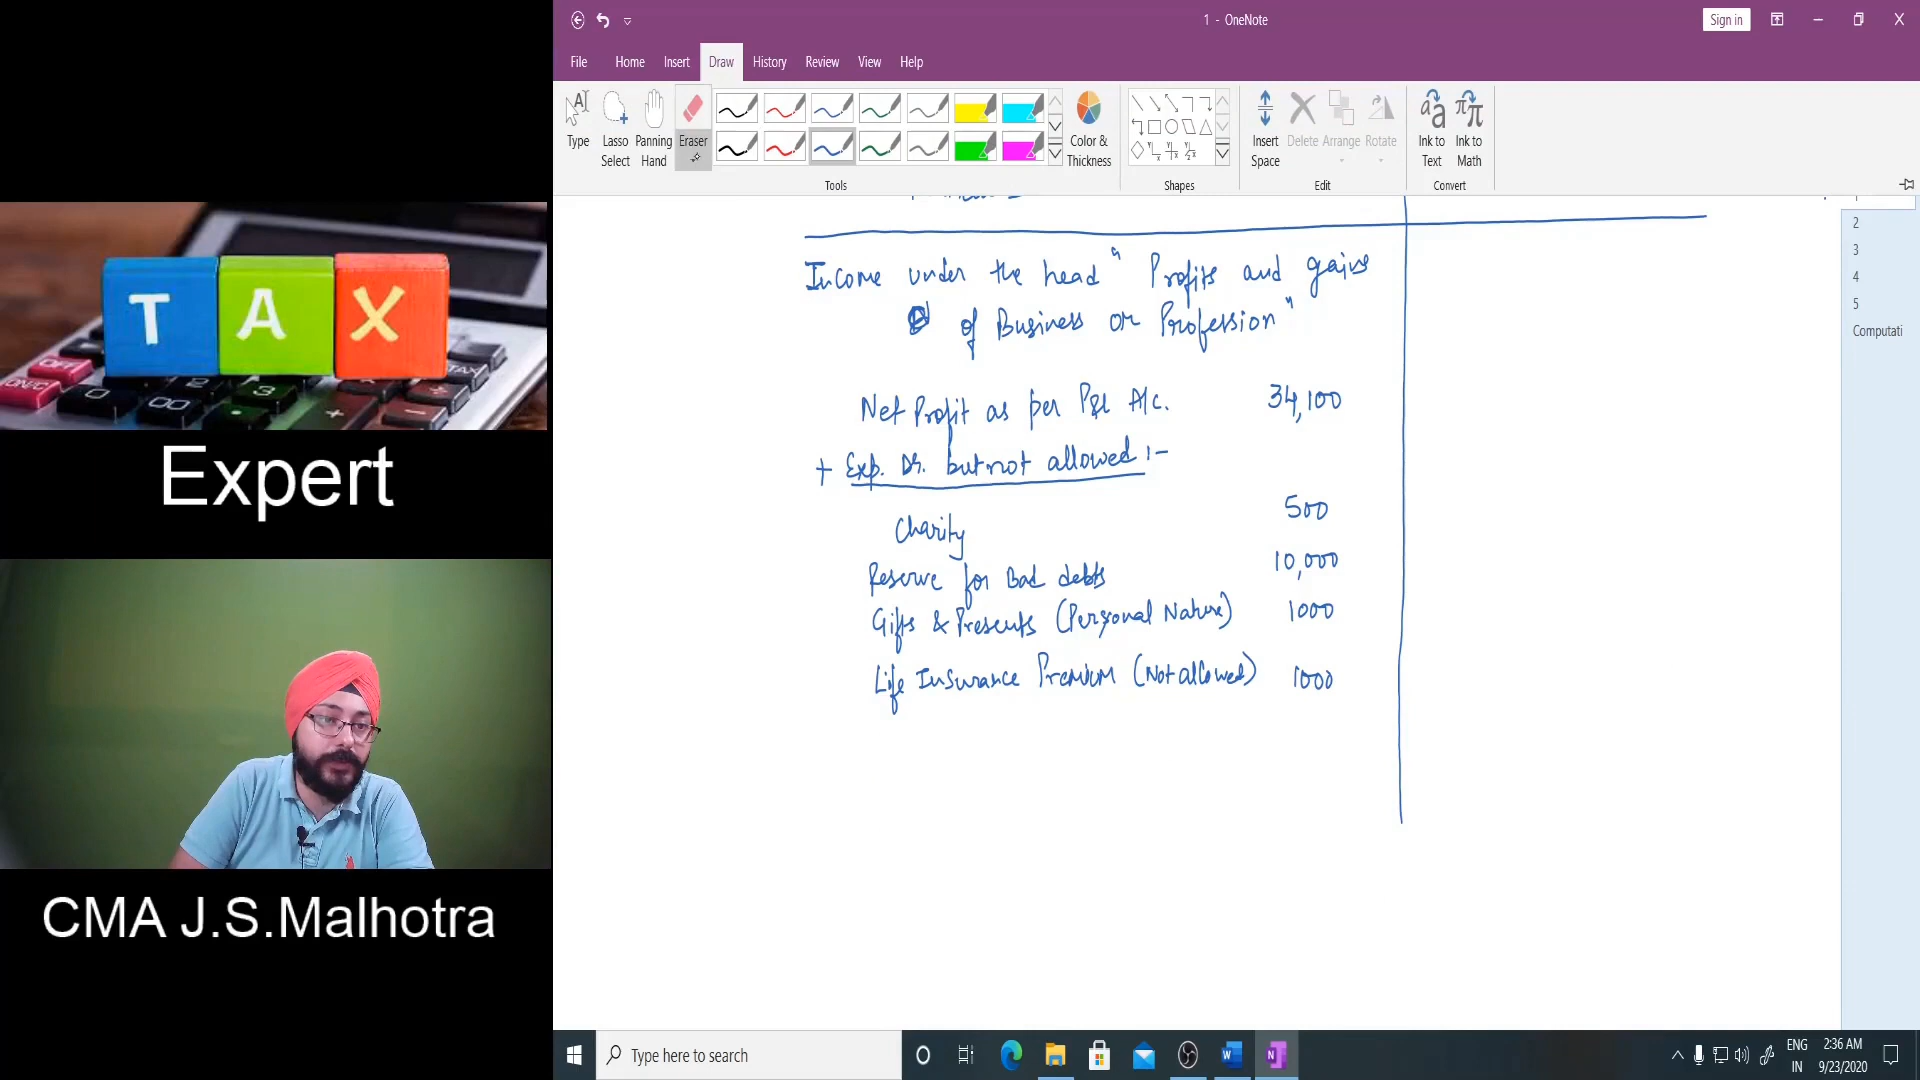 1 - OneNote
Sign in
File Home Insert Draw History Review View Help
Type
Lasso Select
Panning Hand
Eraser
Color & Thickness
Insert Space
Delete
Arrange
Rotate
Ink to Text
Ink to Math
Tools
Shapes
Edit
Convert
2
3
4
5
Computati
Income under the head " Profits and gains
of Business or Profession "
Net Profit as per P&L A/c. 34,100
+ Exp. Dr. but not allowed :-
Charity 500
Reserve for Bad debts 10,000
Gifts & Presents (Personal Nature) 1000
Life Insurance Premium (Not allowed) 1000
T A X
Expert
CMA J.S.Malhotra
Type here to search
ENG
IN
2:36 AM
9/23/2020